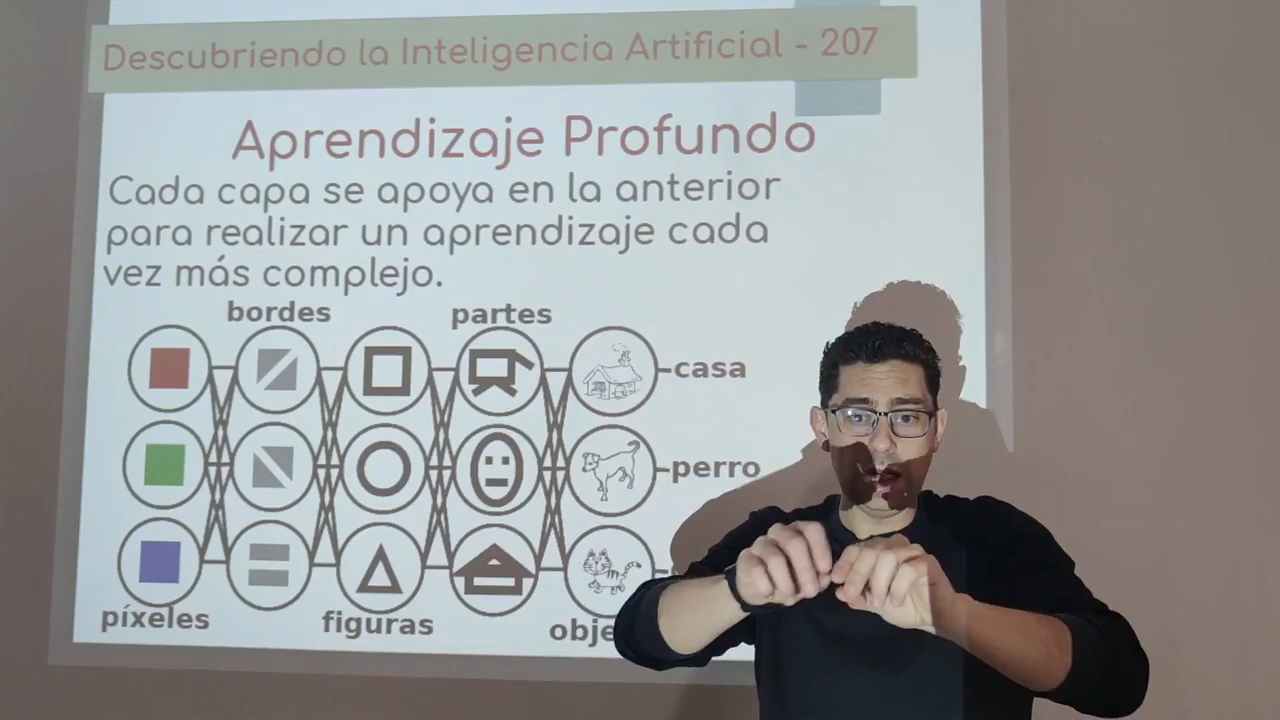 Descubriendo la Inteligencia Artificial - 207
Aprendizaje Profundo
Cada capa se apoya en la anterior
para realizar un aprendizaje cada
vez más complejo.
bordes
partes
casa
perro
píxeles
figuras